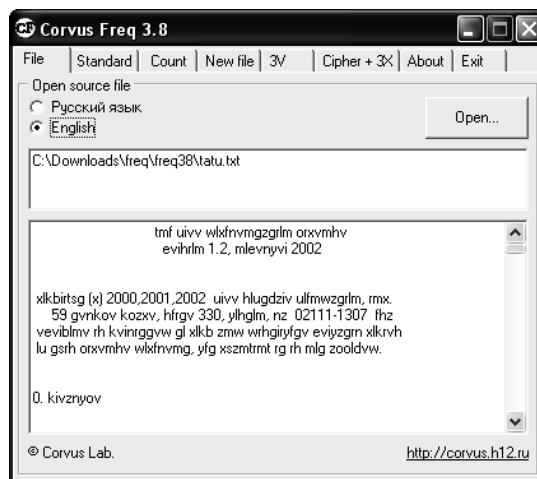 Corvus Freq 3.8
File Standard Count New file 3V Cipher + 3X About Exit
Open source file
Русский язык
English
Open...
C:\Downloads\freq\freq38\tatu.txt
tmf uivv wlxfnvmgzgrlm orxvmhv
evihrlm 1.2, mlevnyvi 2002
xlkbirtsg (x) 2000,2001,2002 uivv hlugdziv ulfmwzgrlm, rmx.
59 gvnkov kozxv, hfrgv 330, ylhglm, nz 02111-1307 fhz
veviblmv rh kvinrggvw gl xlkb zmw wrhgiryfgv eviyzgrn xlkrvh
lu gsrh orxvmhv wlxfnvmg, yfg xszmtrmt rg rh mlg zooldvw.
0. kivznyov
© Corvus Lab. http://corvus.h12.ru